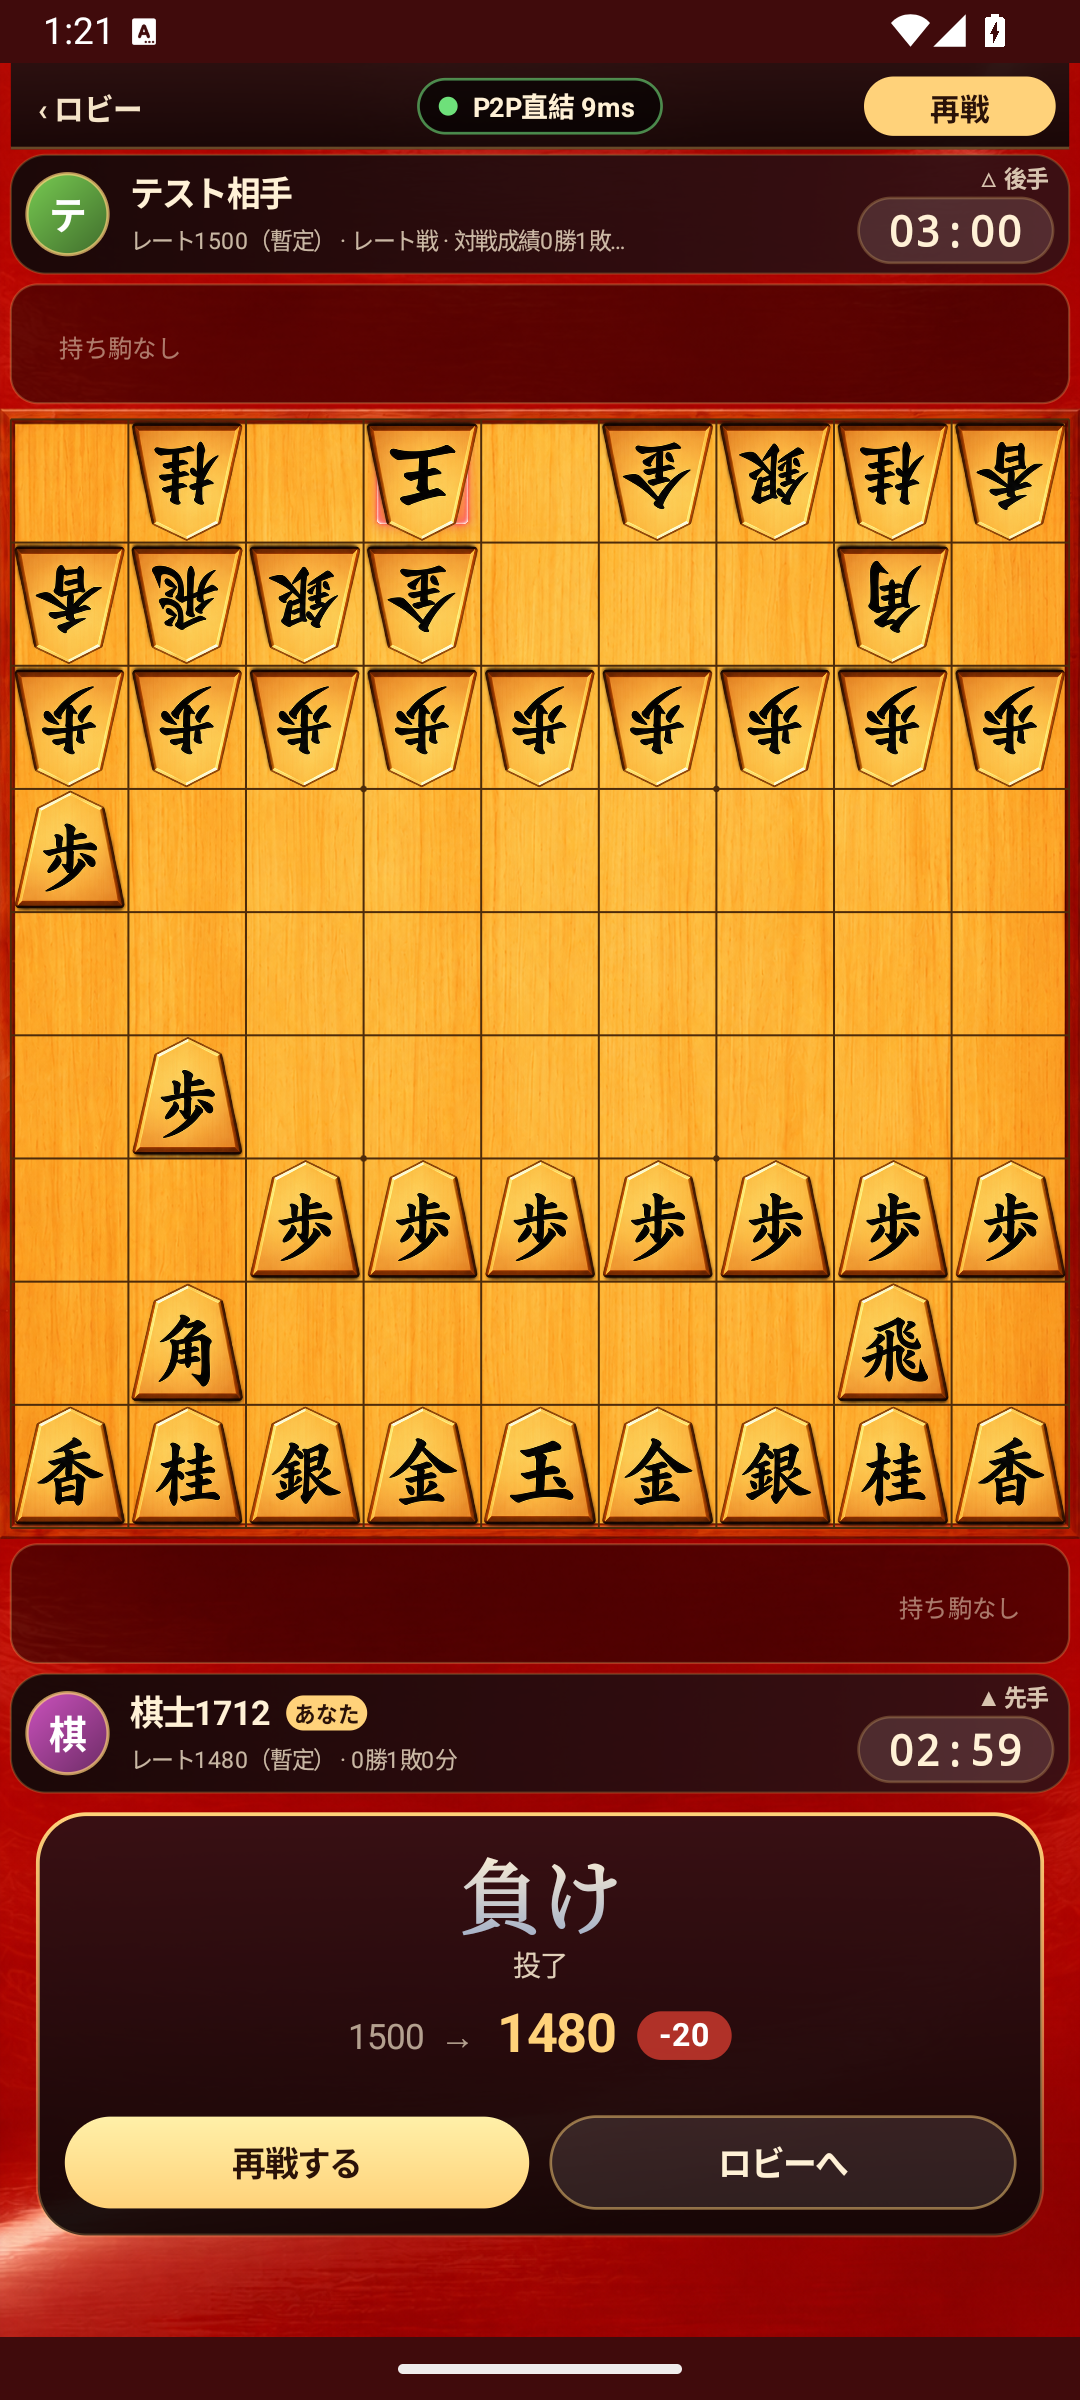 1:21 A
‹ ロビー
P2P直結 9ms
再戦
テ
テスト相手
レート1500（暫定） · レート戦 · 対戦成績0勝1敗…
△ 後手
03:00
持ち駒なし
桂 王 金 銀 桂 香
香 飛 銀 金 角
歩 歩 歩 歩 歩 歩 歩 歩 歩
歩
歩
歩 歩 歩 歩 歩 歩 歩
角 飛
香 桂 銀 金 玉 金 銀 桂 香
持ち駒なし
棋
棋士1712 あなた
レート1480（暫定） · 0勝1敗0分
▲ 先手
02:59
負け
投了
1500 → 1480 -20
再戦する
ロビーへ